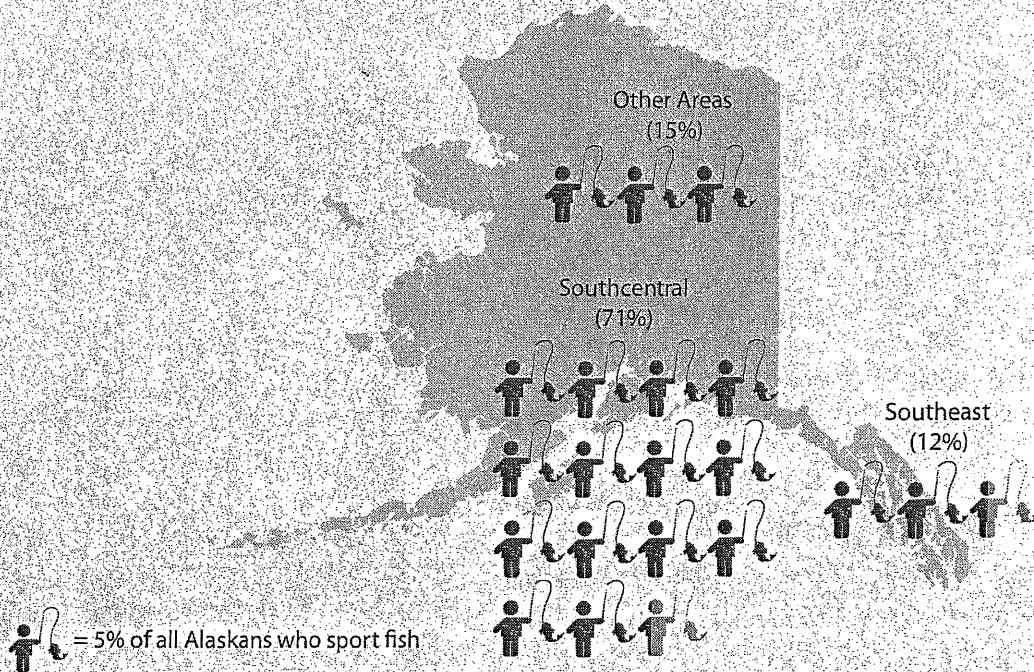 Other Areas
(15%)
Southcentral
(71%)
Southeast
(12%)
= 5% of all Alaskans who sport fish